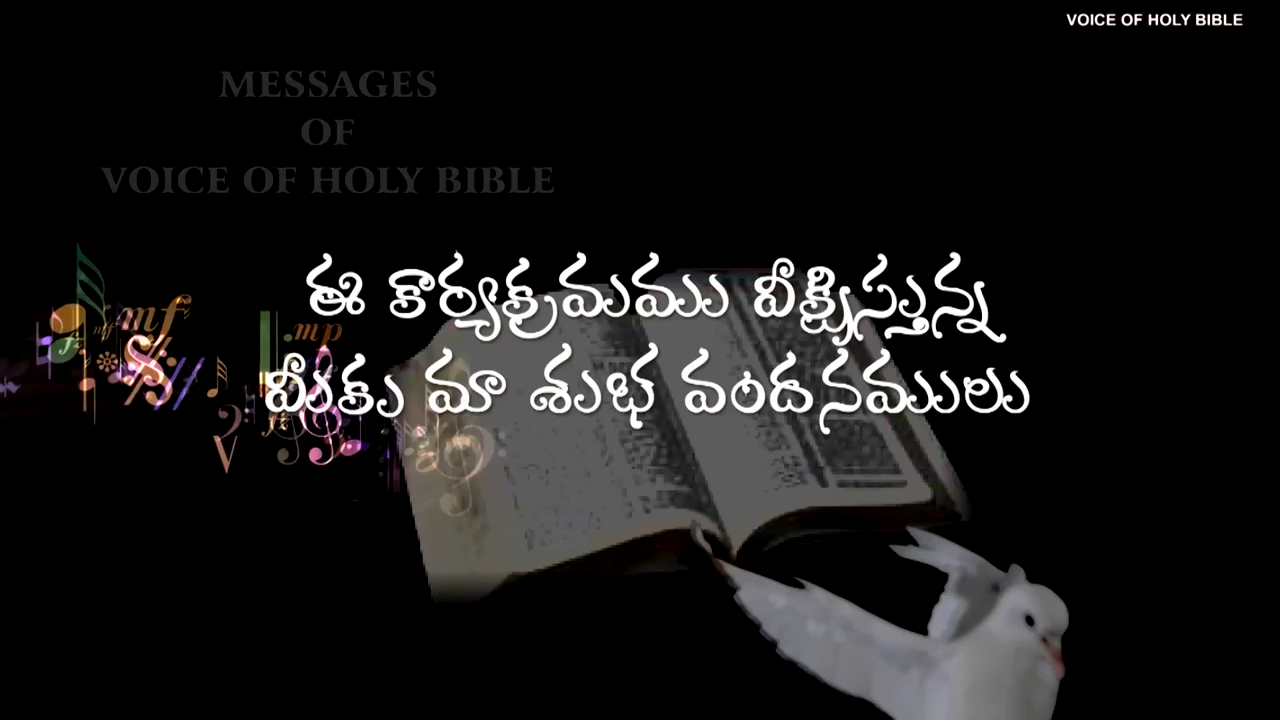 VOICE OF HOLY BIBLE
MESSAGES
OF
VOICE OF HOLY BIBLE
ఈ కార్యక్రమము వీక్షిస్తున్న
మీకు మా శుభ వందనములు